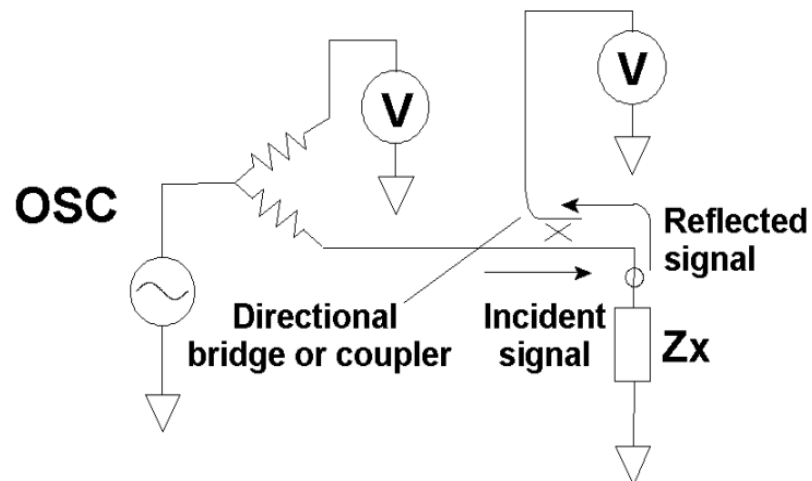 V
V
OSC
Reflected
signal
Directional
bridge or coupler
Incident
signal
Zx